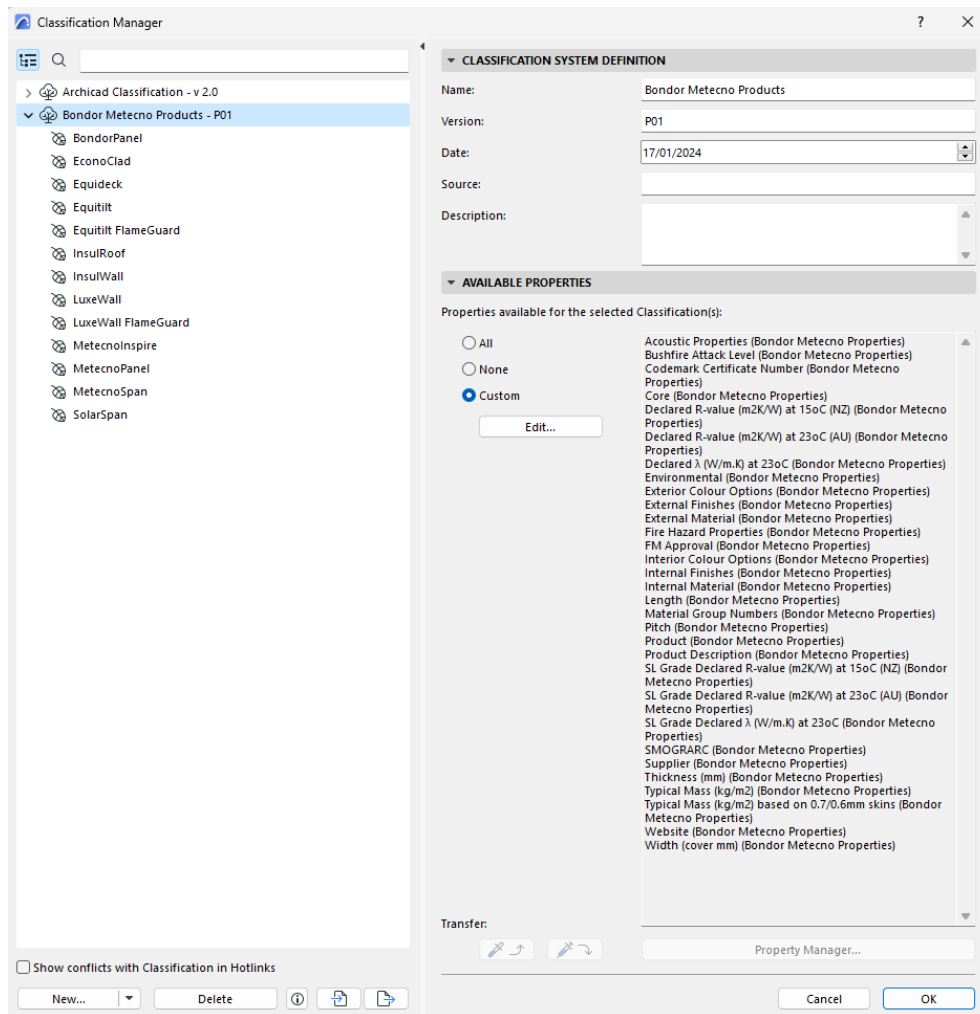 Classification Manager
?
Archicad Classification - v 2.0
Bondor Metecno Products - P01
BondorPanel
EconoClad
Equideck
Equitilt
Equitilt FlameGuard
InsulRoof
InsulWall
LuxeWall
LuxeWall FlameGuard
MetecnoInspire
MetecnoPanel
MetecnoSpan
SolarSpan
Show conflicts with Classification in Hotlinks
New...
Delete
CLASSIFICATION SYSTEM DEFINITION
Name: Bondor Metecno Products
Version: P01
Date: 17/01/2024
Source:
Description:
AVAILABLE PROPERTIES
Properties available for the selected Classification(s):
All
None
Custom
Edit...
Acoustic Properties (Bondor Metecno Properties)
Bushfire Attack Level (Bondor Metecno Properties)
Codemark Certificate Number (Bondor Metecno
Properties)
Core (Bondor Metecno Properties)
Declared R-value (m2K/W) at 15oC (NZ) (Bondor Metecno
Properties)
Declared R-value (m2K/W) at 23oC (AU) (Bondor Metecno
Properties)
Declared λ (W/m.K) at 23oC (Bondor Metecno Properties)
Environmental (Bondor Metecno Properties)
Exterior Colour Options (Bondor Metecno Properties)
External Finishes (Bondor Metecno Properties)
External Material (Bondor Metecno Properties)
Fire Hazard Properties (Bondor Metecno Properties)
FM Approval (Bondor Metecno Properties)
Interior Colour Options (Bondor Metecno Properties)
Internal Finishes (Bondor Metecno Properties)
Internal Material (Bondor Metecno Properties)
Length (Bondor Metecno Properties)
Material Group Numbers (Bondor Metecno Properties)
Pitch (Bondor Metecno Properties)
Product (Bondor Metecno Properties)
Product Description (Bondor Metecno Properties)
SL Grade Declared R-value (m2K/W) at 15oC (NZ) (Bondor
Metecno Properties)
SL Grade Declared R-value (m2K/W) at 23oC (AU) (Bondor
Metecno Properties)
SL Grade Declared λ (W/m.K) at 23oC (Bondor Metecno
Properties)
SMOGRARC (Bondor Metecno Properties)
Supplier (Bondor Metecno Properties)
Thickness (mm) (Bondor Metecno Properties)
Typical Mass (kg/m2) (Bondor Metecno Properties)
Typical Mass (kg/m2) based on 0.7/0.6mm skins (Bondor
Metecno Properties)
Website (Bondor Metecno Properties)
Width (cover mm) (Bondor Metecno Properties)
Transfer:
Property Manager...
Cancel
OK